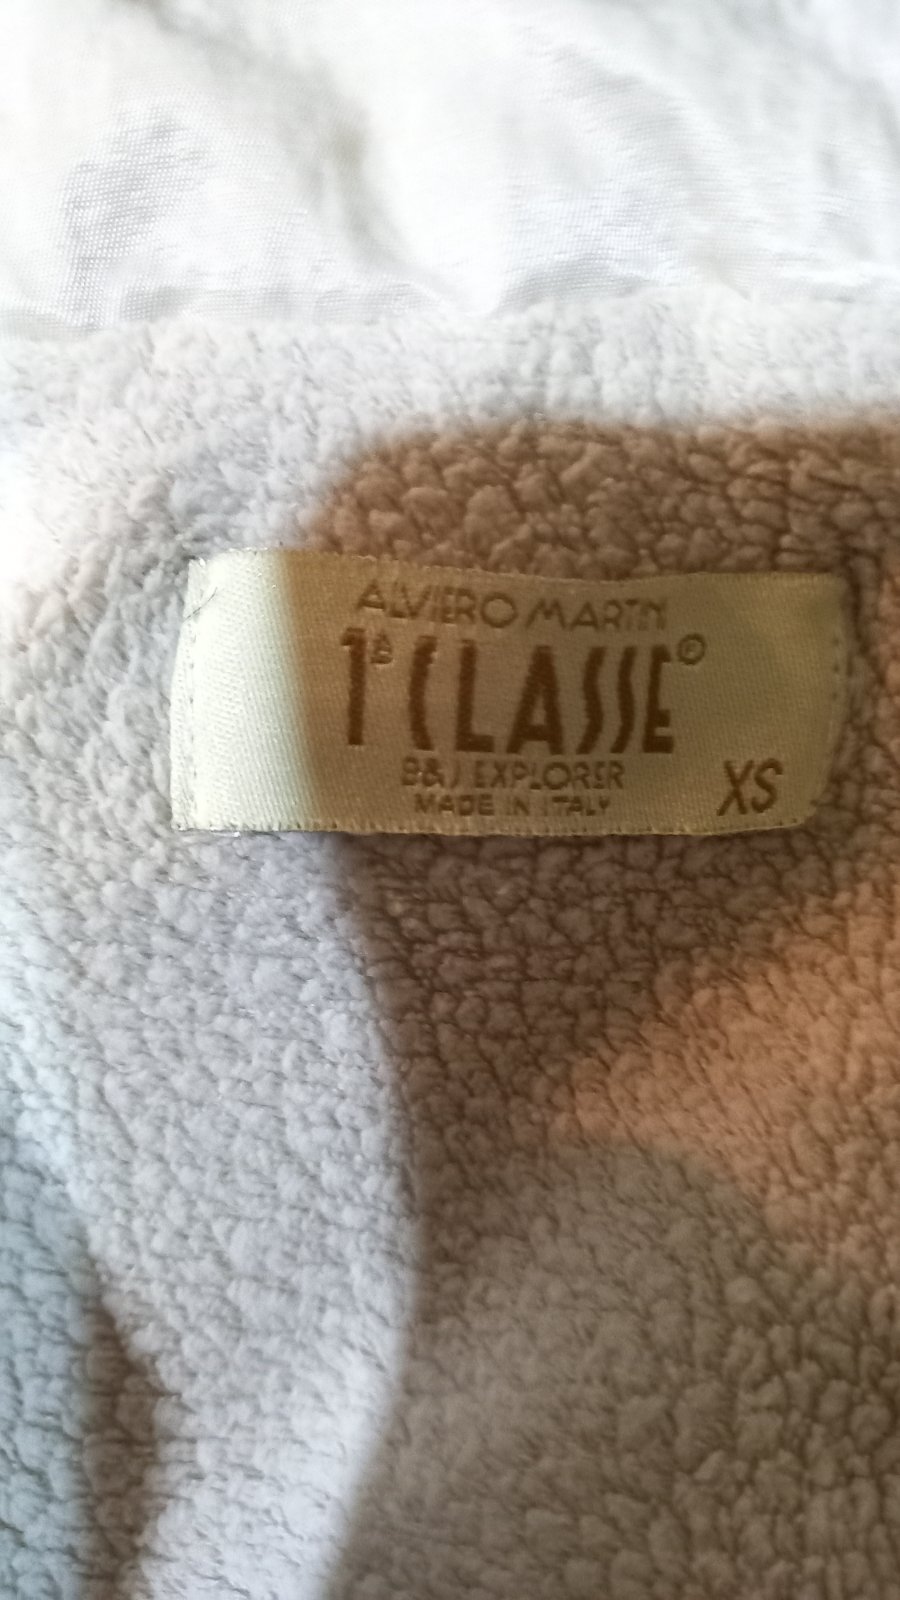 ALVIERO MARTINI
1ª CLASSE®
B&J EXPLORER
MADE IN ITALY
XS